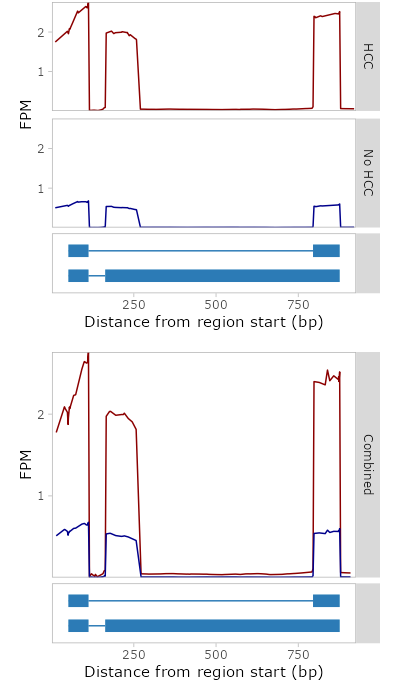 2
1
HCC
FPM
2
1
No HCC
250
500
750
Distance from region start (bp)
2
1
FPM
Combined
250
500
750
Distance from region start (bp)